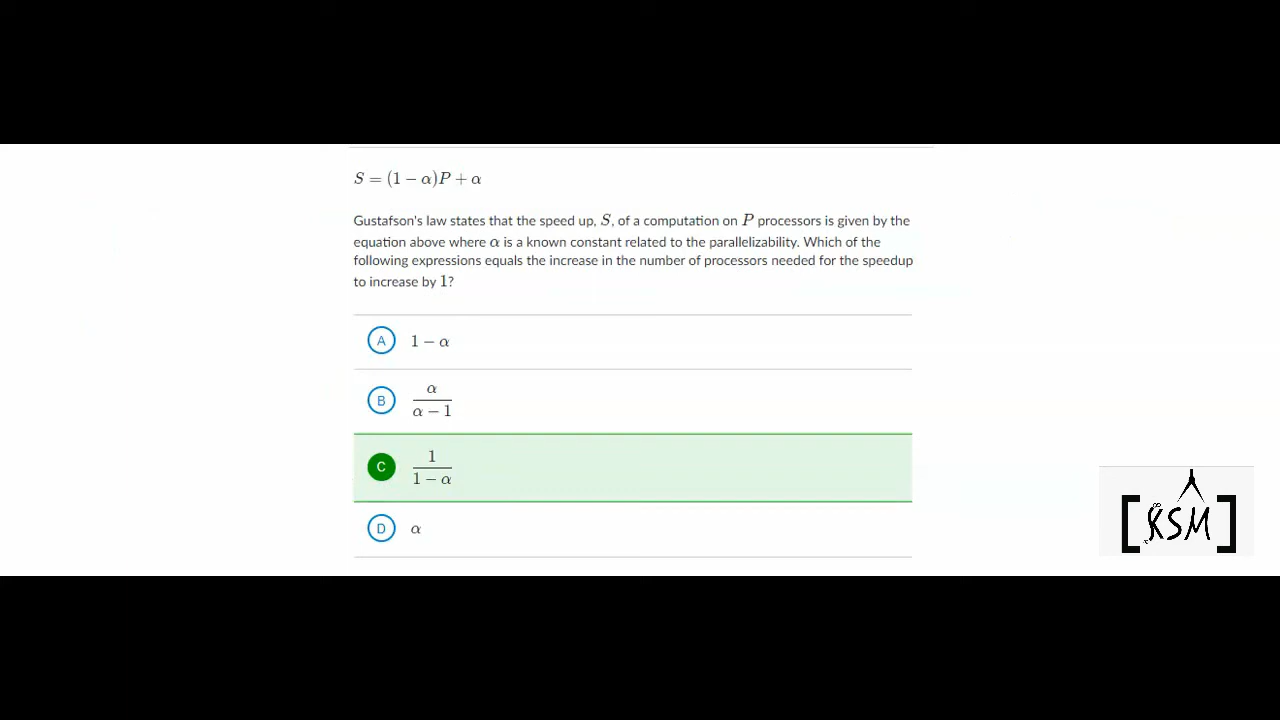 S = (1 − α)P + α
Gustafson's law states that the speed up, S, of a computation on P processors is given by the
equation above where α is a known constant related to the parallelizability. Which of the
following expressions equals the increase in the number of processors needed for the speedup
to increase by 1?
A 1 − α
B α/(α − 1)
C 1/(1 − α)
D α
[KSM]